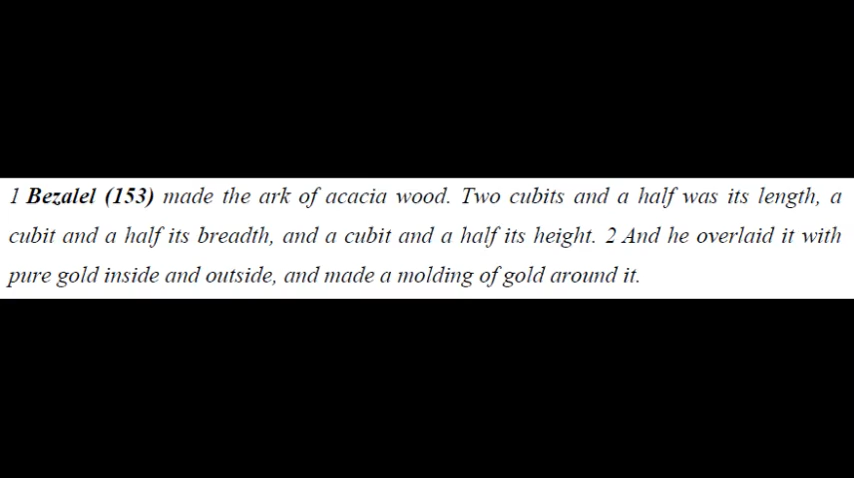 1 Bezalel (153) made the ark of acacia wood. Two cubits and a half was its length, a
cubit and a half its breadth, and a cubit and a half its height. 2 And he overlaid it with
pure gold inside and outside, and made a molding of gold around it.